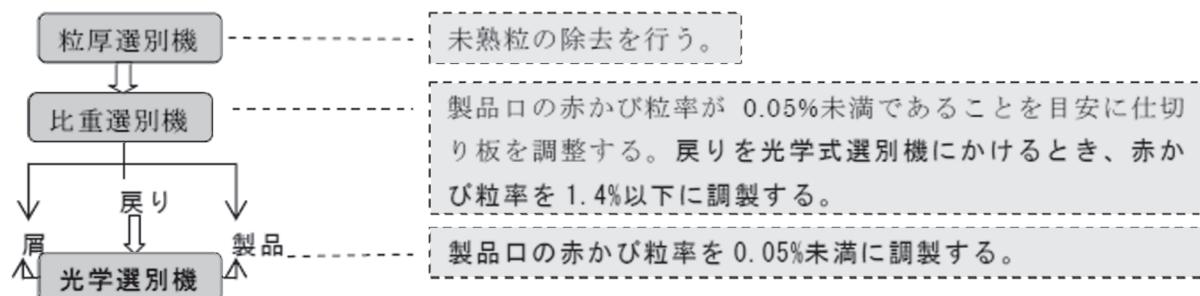 粒厚選別機
未熟粒の除去を行う。
比重選別機
製品口の赤かび粒率が 0.05%未満であることを目安に仕切
り板を調整する。戻りを光学式選別機にかけるとき、赤か
び粒率を 1.4%以下に調製する。
戻り
屑
製品
製品口の赤かび粒率を 0.05%未満に調製する。
光学選別機